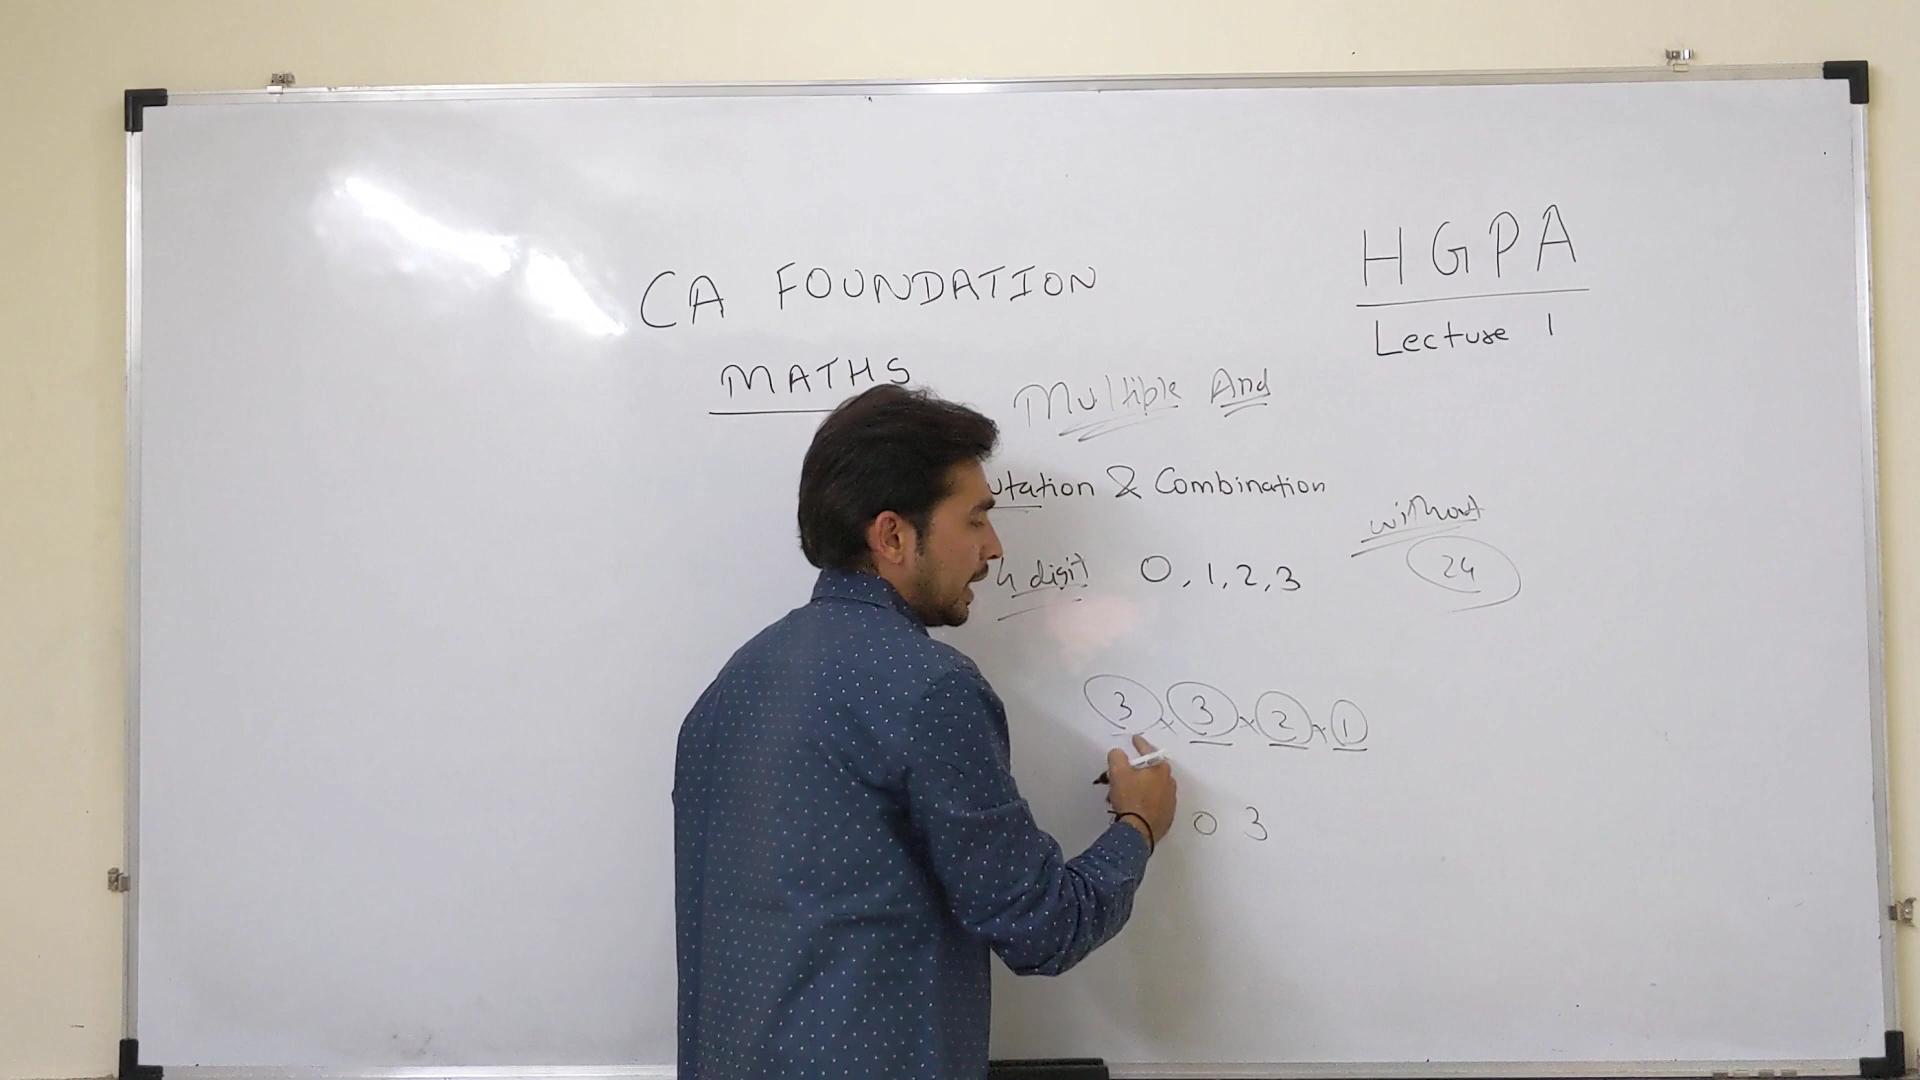 HGPA
Lecture 1
CA FOUNDATION
MATHS
Multiple And
utation & Combination
without
4 digit 0, 1, 2, 3
24
3 × 3 × 2 × 1
0 3